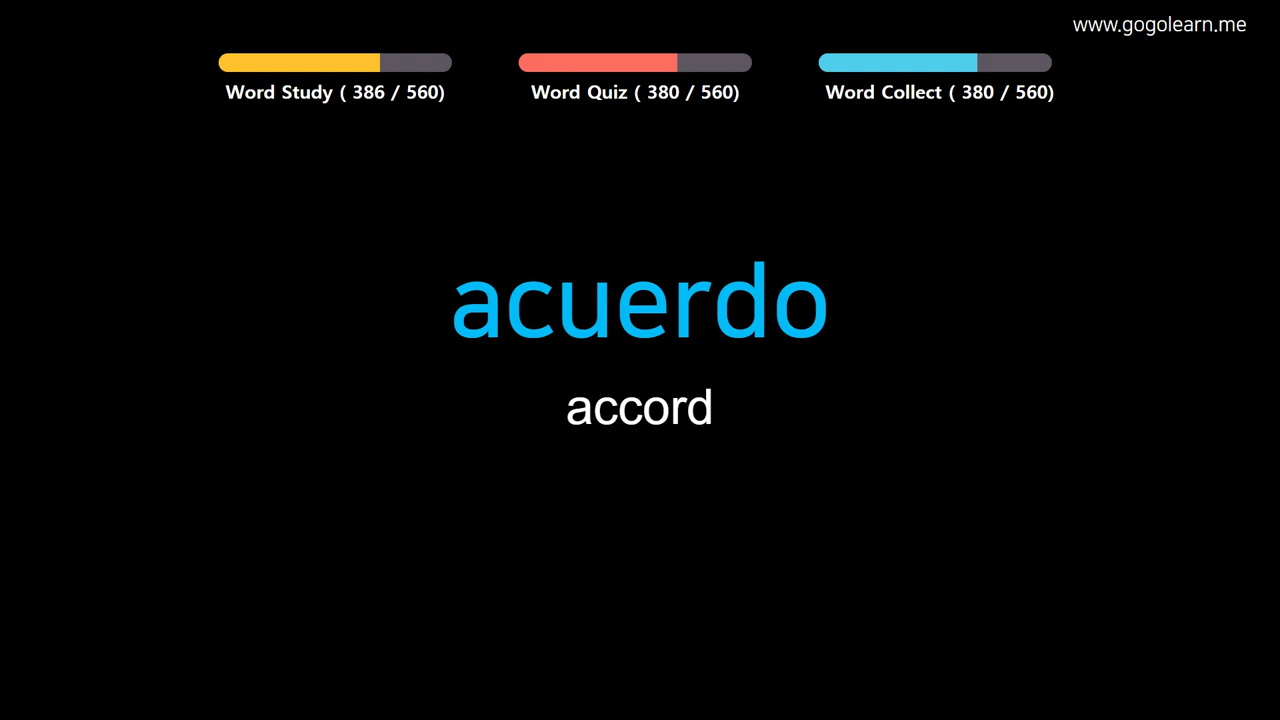 www.gogolearn.me
Word Study ( 386 / 560)
Word Quiz ( 380 / 560)
Word Collect ( 380 / 560)
acuerdo
accord